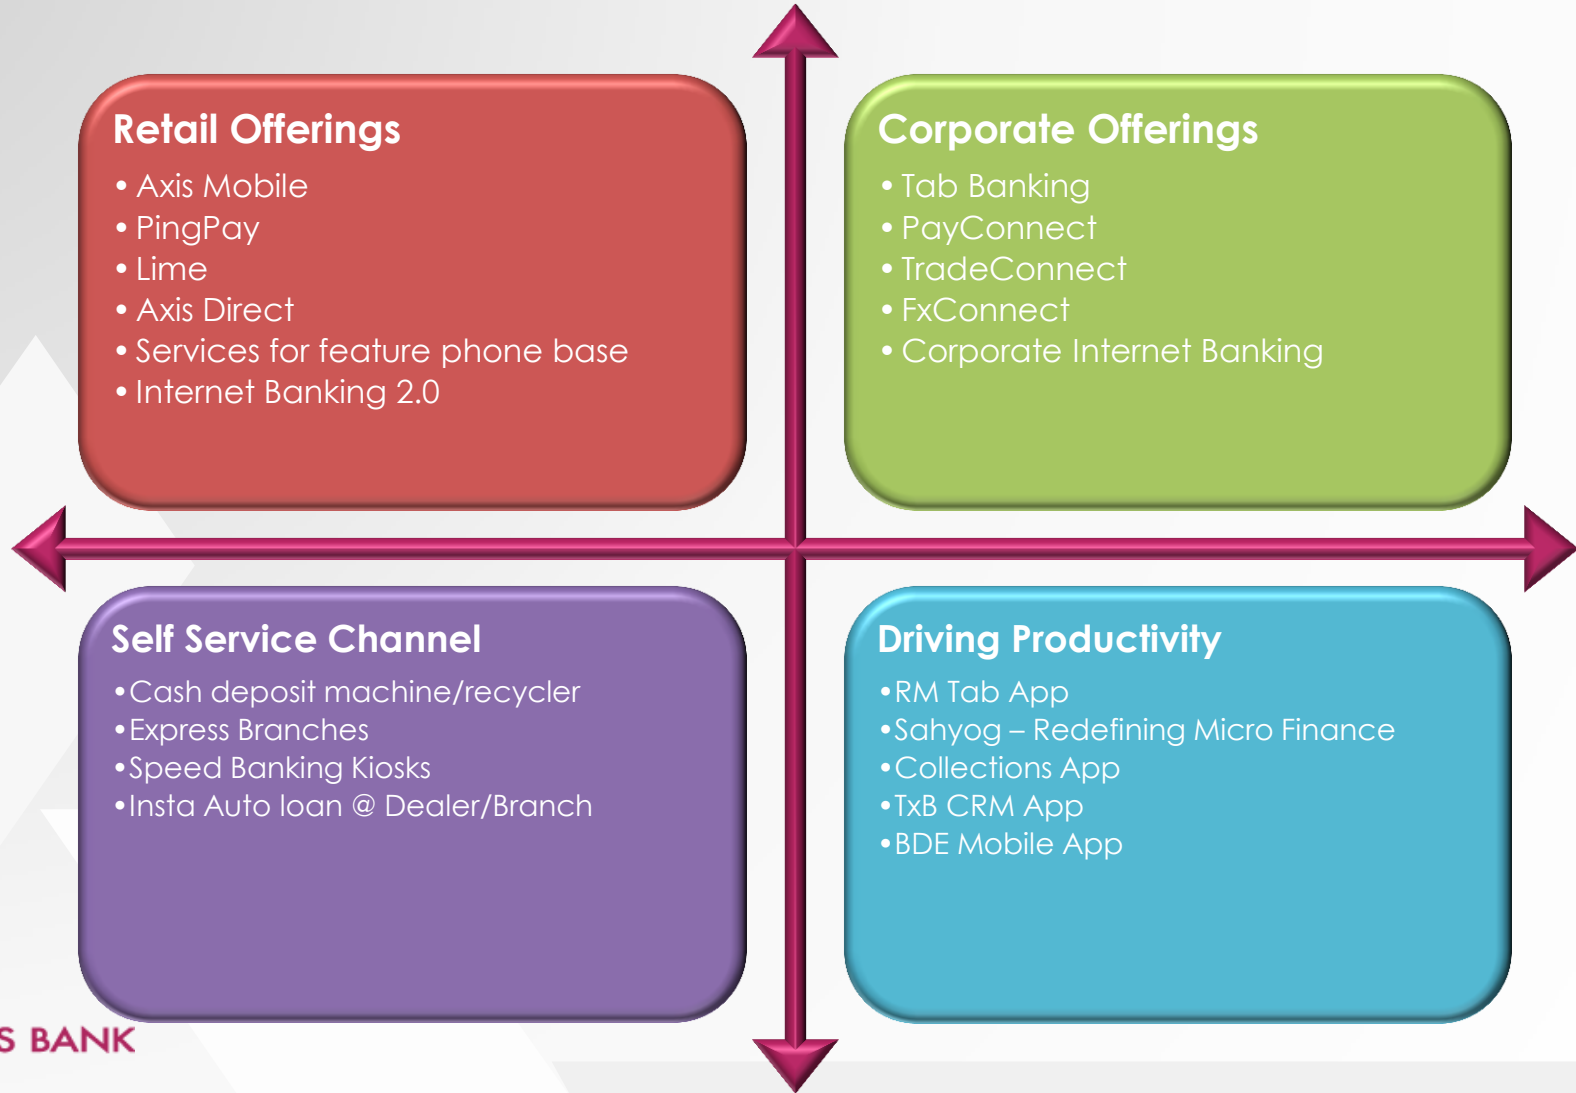 Retail Offerings
• Axis Mobile
• PingPay
• Lime
• Axis Direct
• Services for feature phone base
• Internet Banking 2.0
Corporate Offerings
• Tab Banking
• PayConnect
• TradeConnect
• FxConnect
• Corporate Internet Banking
Self Service Channel
•Cash deposit machine/recycler
•Express Branches
•Speed Banking Kiosks
•Insta Auto loan @ Dealer/Branch
Driving Productivity
•RM Tab App
•Sahyog – Redefining Micro Finance
•Collections App
•TxB CRM App
•BDE Mobile App
S BANK